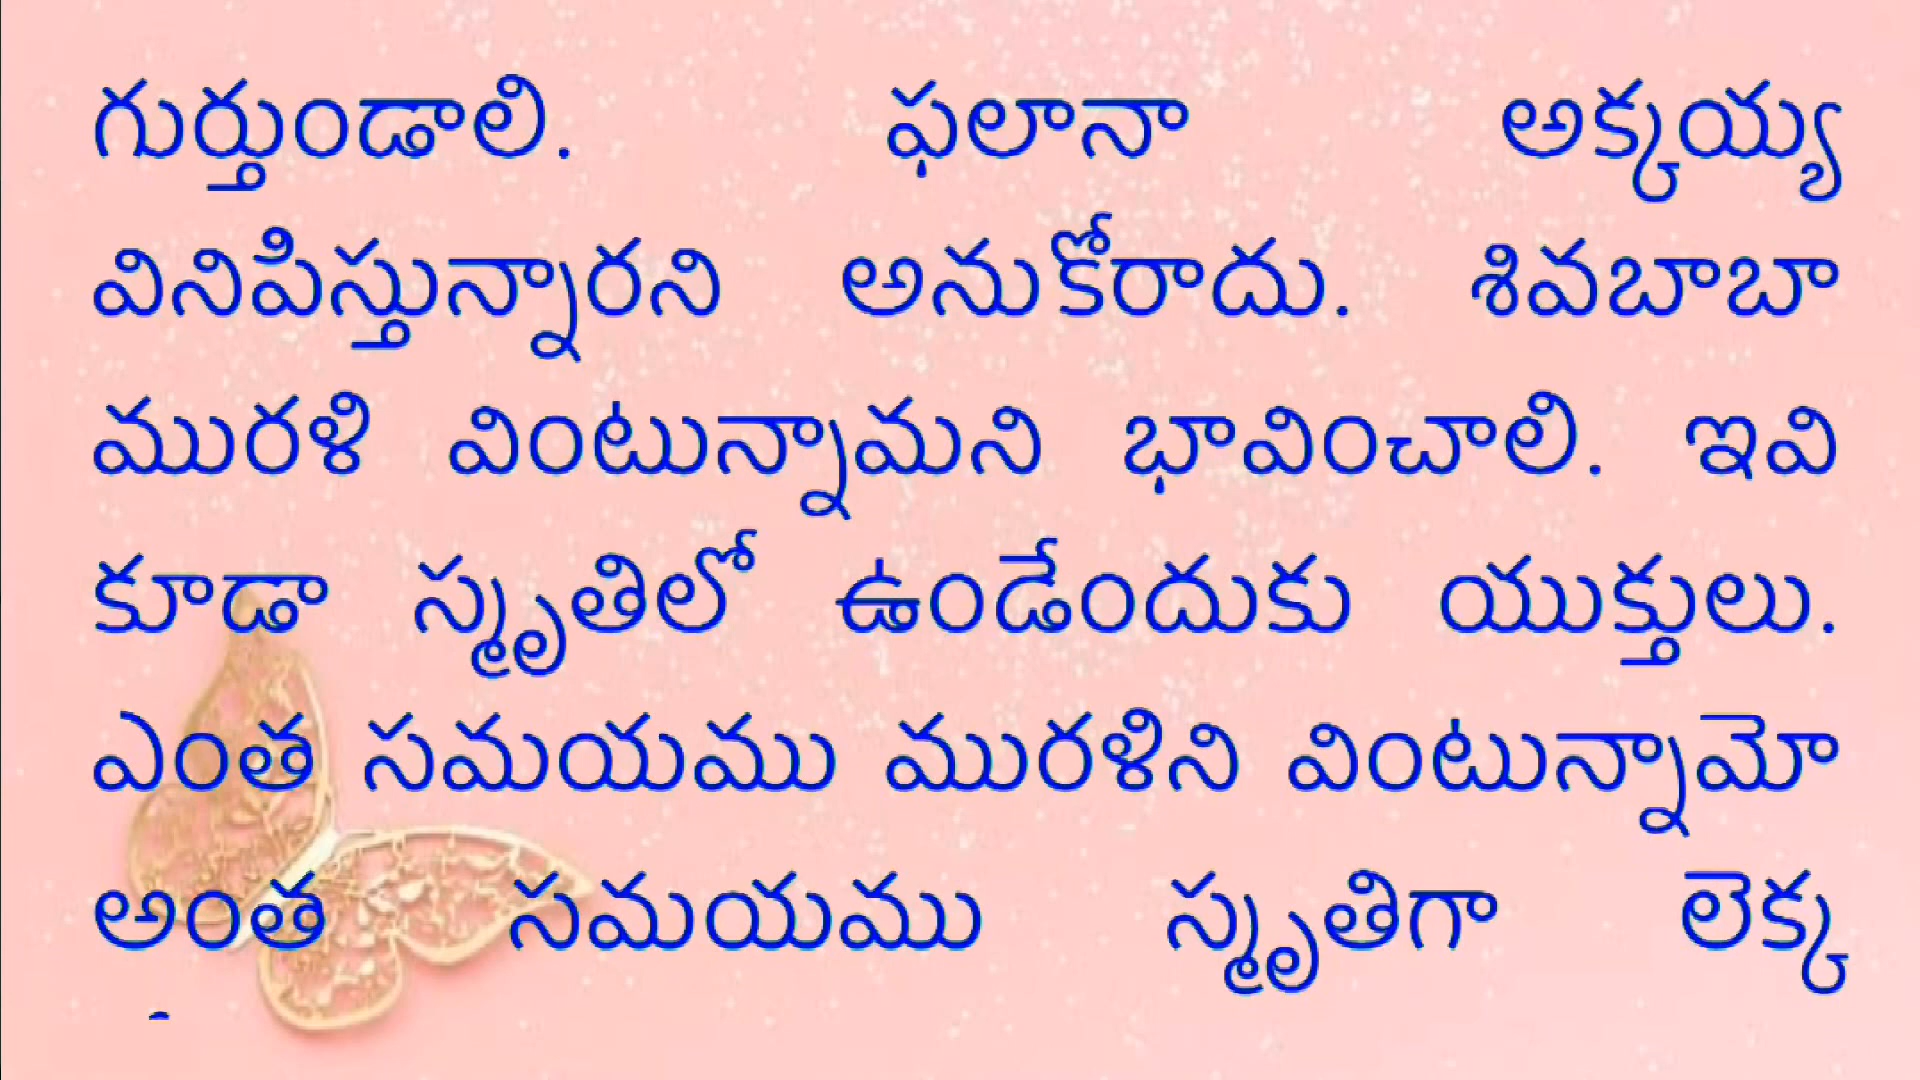 గుర్తుండాలి. ఫలానా అక్కయ్య
వినిపిస్తున్నారని అనుకోరాదు. శివబాబా
మురళి వింటున్నామని భావించాలి. ఇవి
కూడా స్మృతిలో ఉండేందుకు యుక్తులు.
ఎంత సమయము మురళిని వింటున్నామో
అంత సమయము స్మృతిగా లెక్క